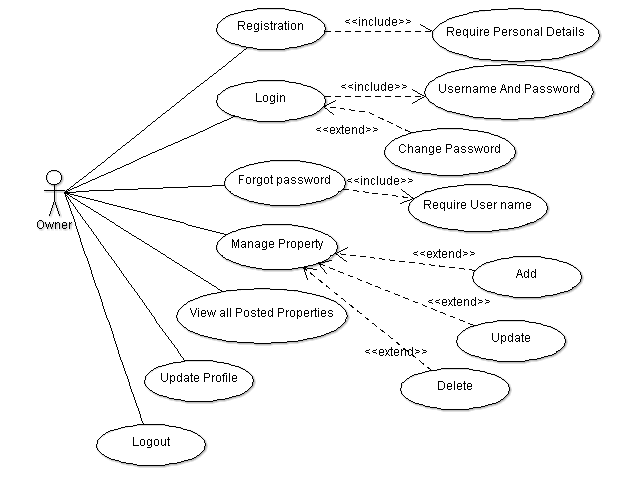 Registration
<<include>>
Require Personal Details
Login
<<include>>
Username And Password
<<extend>>
Change Password
Forgot password
<<include>>
Require User name
Owner
Manage Property
<<extend>>
Add
<<extend>>
View all Posted Properties
Update
<<extend>>
Update Profile
Delete
Logout